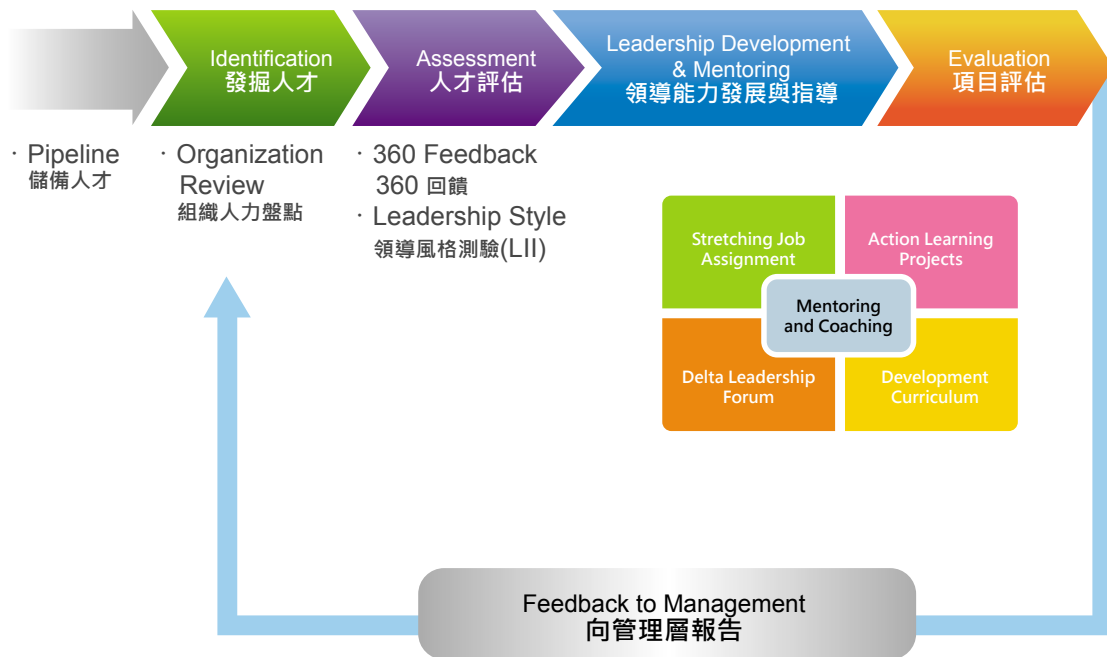 Identification
發掘人才
Assessment
人才評估
Leadership Development
& Mentoring
領導能力發展與指導
Evaluation
項目評估
· Pipeline
儲備人才
· Organization
Review
組織人力盤點
· 360 Feedback
360 回饋
· Leadership Style
領導風格測驗(LII)
Stretching Job
Assignment
Action Learning
Projects
Mentoring
and Coaching
Delta Leadership
Forum
Development
Curriculum
Feedback to Management
向管理層報告